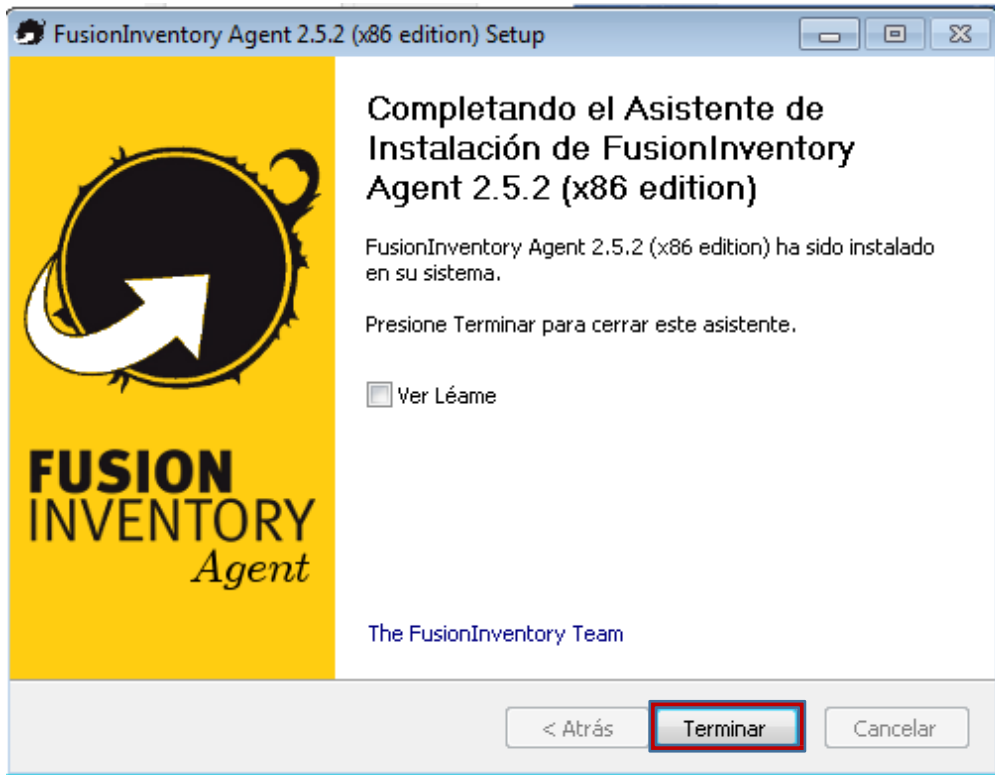 FusionInventory Agent 2.5.2 (x86 edition) Setup
Completando el Asistente de
Instalación de FusionInventory
Agent 2.5.2 (x86 edition)
FusionInventory Agent 2.5.2 (x86 edition) ha sido instalado
en su sistema.
Presione Terminar para cerrar este asistente.
Ver Léame
FUSION
INVENTORY
Agent
The FusionInventory Team
< Atrás
Terminar
Cancelar